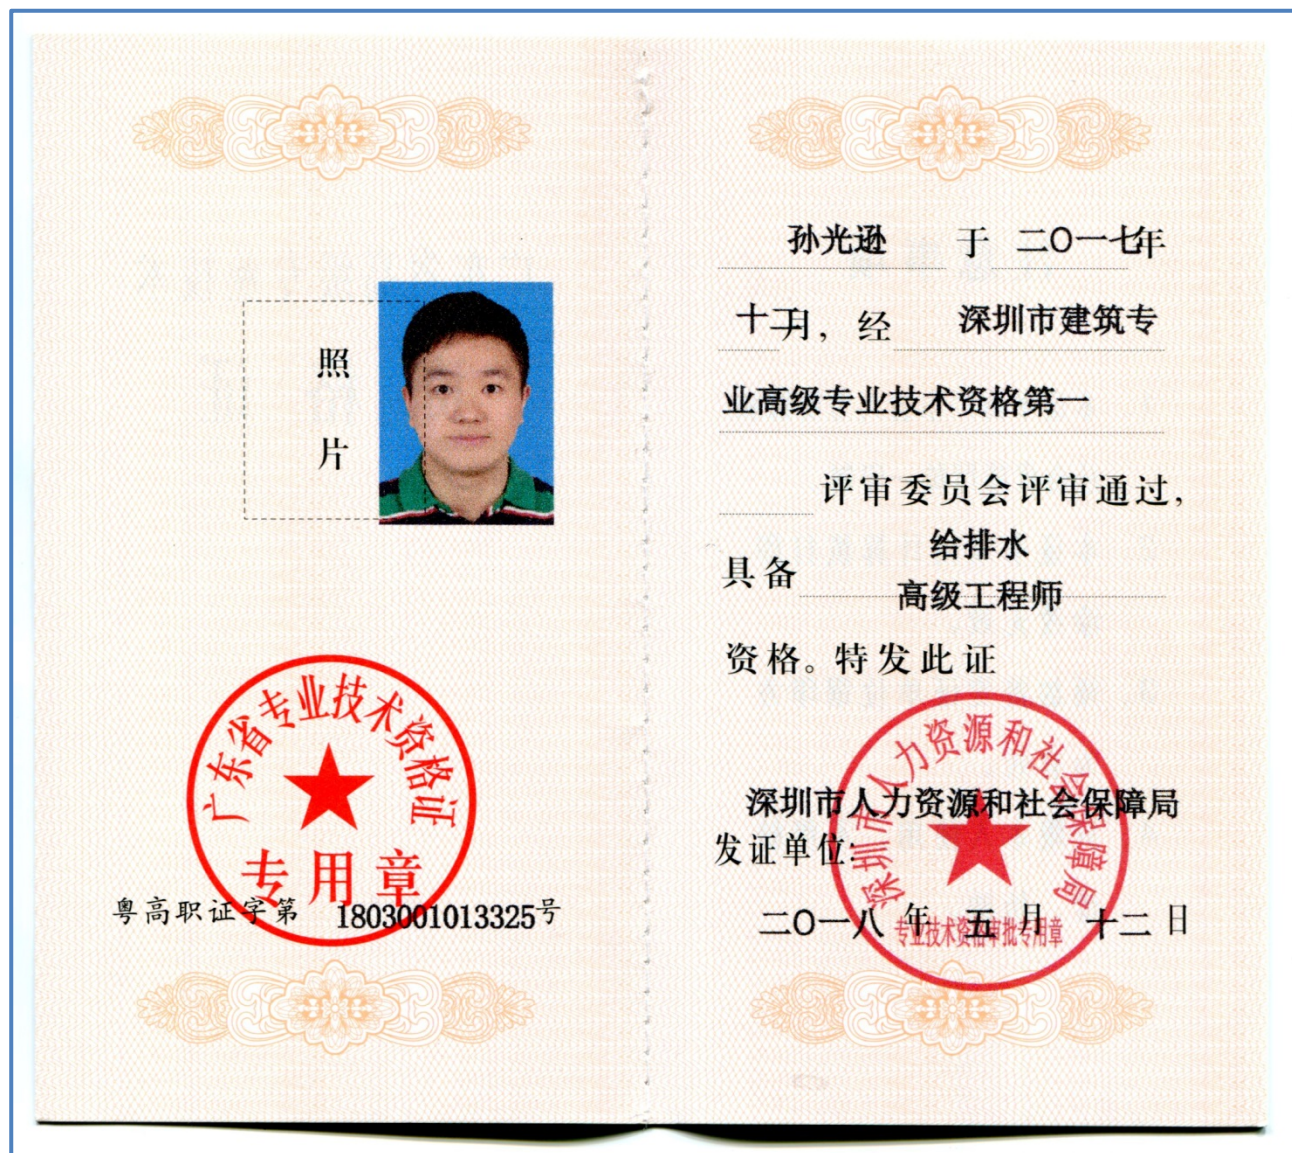 照
片
广东省专业技术资格证
专用章
粤高职证字第 1803001013325号
孙光逊 于 二〇一七年
十二月，经 深圳市建筑专
业高级专业技术资格第一
评审委员会评审通过，
给排水
具备
高级工程师
资格。特发此证
深圳市人力资源和社会保障局
深圳市人力资源和社会保障局
发证单位:
二〇一八 年 五 月 十二 日
专业技术资格审批专用章